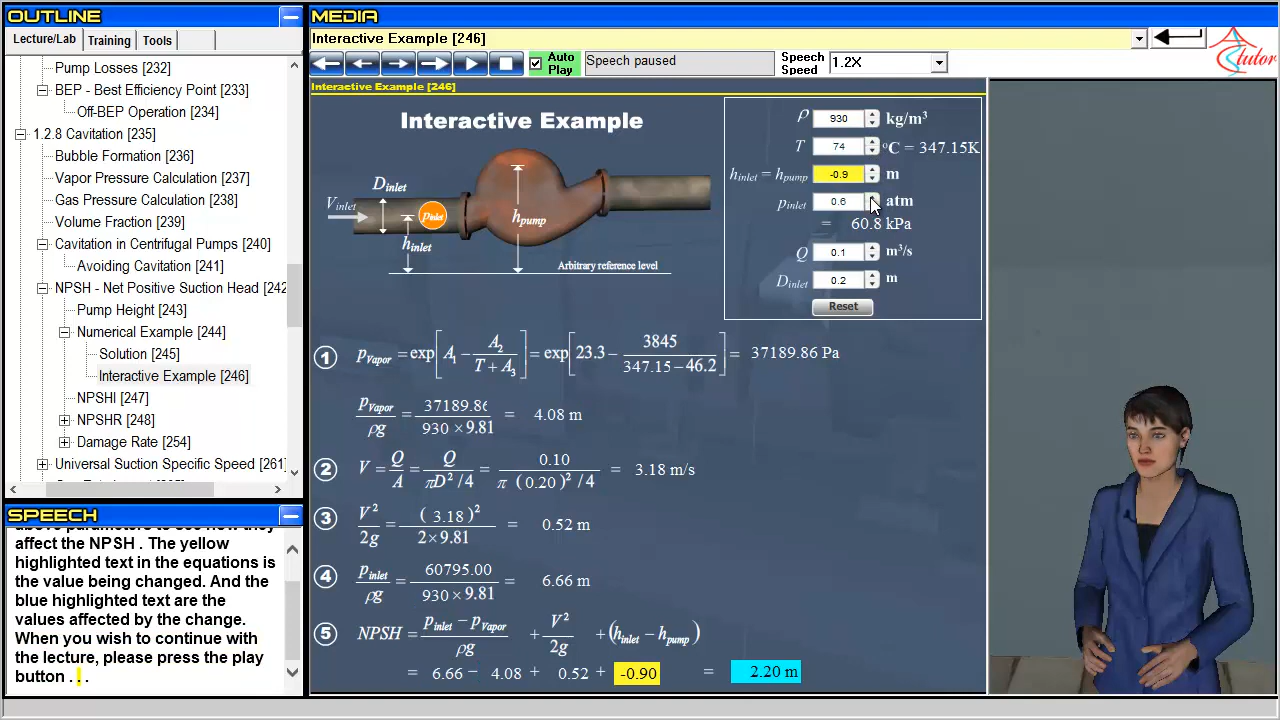 OUTLINE
Lecture/Lab Training Tools
Pump Losses [232]
BEP - Best Efficiency Point [233]
Off-BEP Operation [234]
1.2.8 Cavitation [235]
Bubble Formation [236]
Vapor Pressure Calculation [237]
Gas Pressure Calculation [238]
Volume Fraction [239]
Cavitation in Centrifugal Pumps [240]
Avoiding Cavitation [241]
NPSH - Net Positive Suction Head [242
Pump Height [243]
Numerical Example [244]
Solution [245]
Interactive Example [246]
NPSHI [247]
NPSHR [248]
Damage Rate [254]
Universal Suction Specific Speed [261]
SPEECH
affect the NPSH . The yellow
highlighted text in the equations is
the value being changed. And the
blue highlighted text are the
values affected by the change.
When you wish to continue with
the lecture, please press the play
button . . .
MEDIA
Interactive Example [246]
Auto Play
Speech paused
Speech Speed
1.2X
tutor
Interactive Example [246]
Interactive Example
D_inlet
V_inlet
p_inlet
h_inlet
h_pump
Arbitrary reference level
ρ 930 kg/m³
T 74 °C = 347.15K
h_inlet = h_pump -0.9 m
p_inlet 0.6 atm
= 60.8 kPa
Q 0.1 m³/s
D_inlet 0.2 m
Reset
① p_Vapor = exp[A₁ − A₂/(T + A₃)] = exp[23.3 − 3845/(347.15 − 46.2)] = 37189.86 Pa
p_Vapor/ρg = 37189.86/(930 × 9.81) = 4.08 m
② V = Q/A = Q/(πD²/4) = 0.10/(π (0.20)²/4) = 3.18 m/s
③ V²/2g = (3.18)²/(2 × 9.81) = 0.52 m
④ p_inlet/ρg = 60795.00/(930 × 9.81) = 6.66 m
⑤ NPSH = (p_inlet − p_Vapor)/ρg + V²/2g + (h_inlet − h_pump)
= 6.66 − 4.08 + 0.52 + -0.90 = 2.20 m